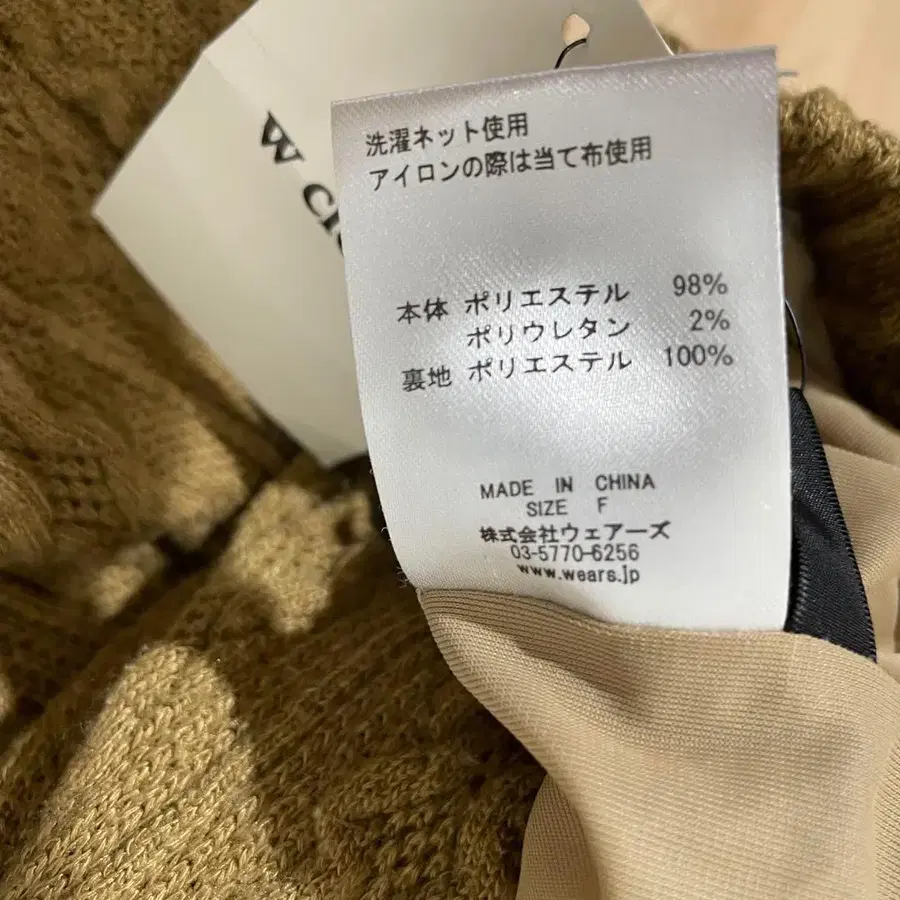 W
洗濯ネット使用
アイロンの際は当て布使用
本体 ポリエステル 98%
ポリウレタン 2%
裏地 ポリエステル 100%
MADE IN CHINA
SIZE F
株式会社ウェアーズ
03-5770-6256
www.wears.jp